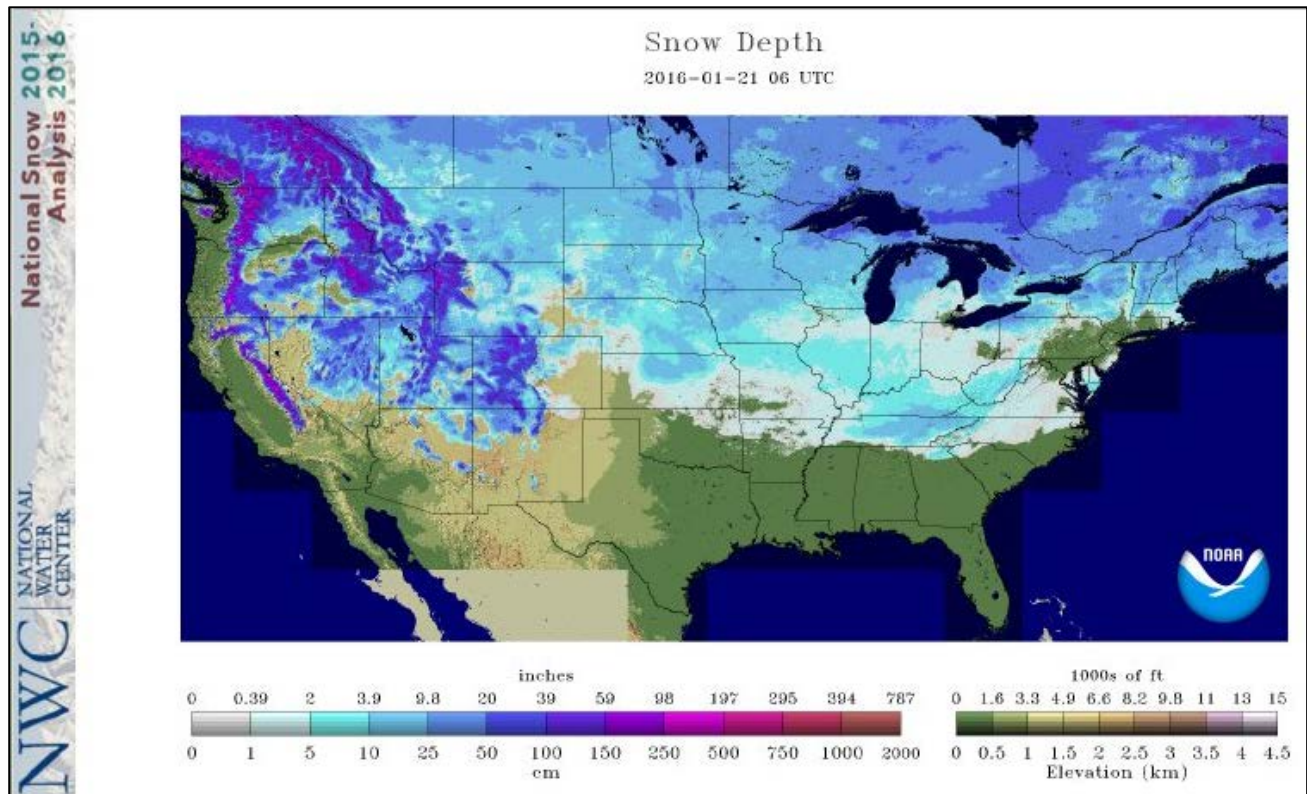 National Snow 2015-
Analysis 2016
NWC NATIONAL
WATER
CENTER
Snow Depth
2016-01-21 06 UTC
NOAA
inches
0 0.39 2 3.9 9.8 20 39 59 98 197 295 394 787
0 1 5 10 25 50 100 150 250 500 750 1000 2000
cm
1000s of ft
0 1.6 3.3 4.9 6.6 8.2 9.8 11 13 15
0 0.5 1 1.5 2 2.5 3 3.5 4 4.5
Elevation (km)